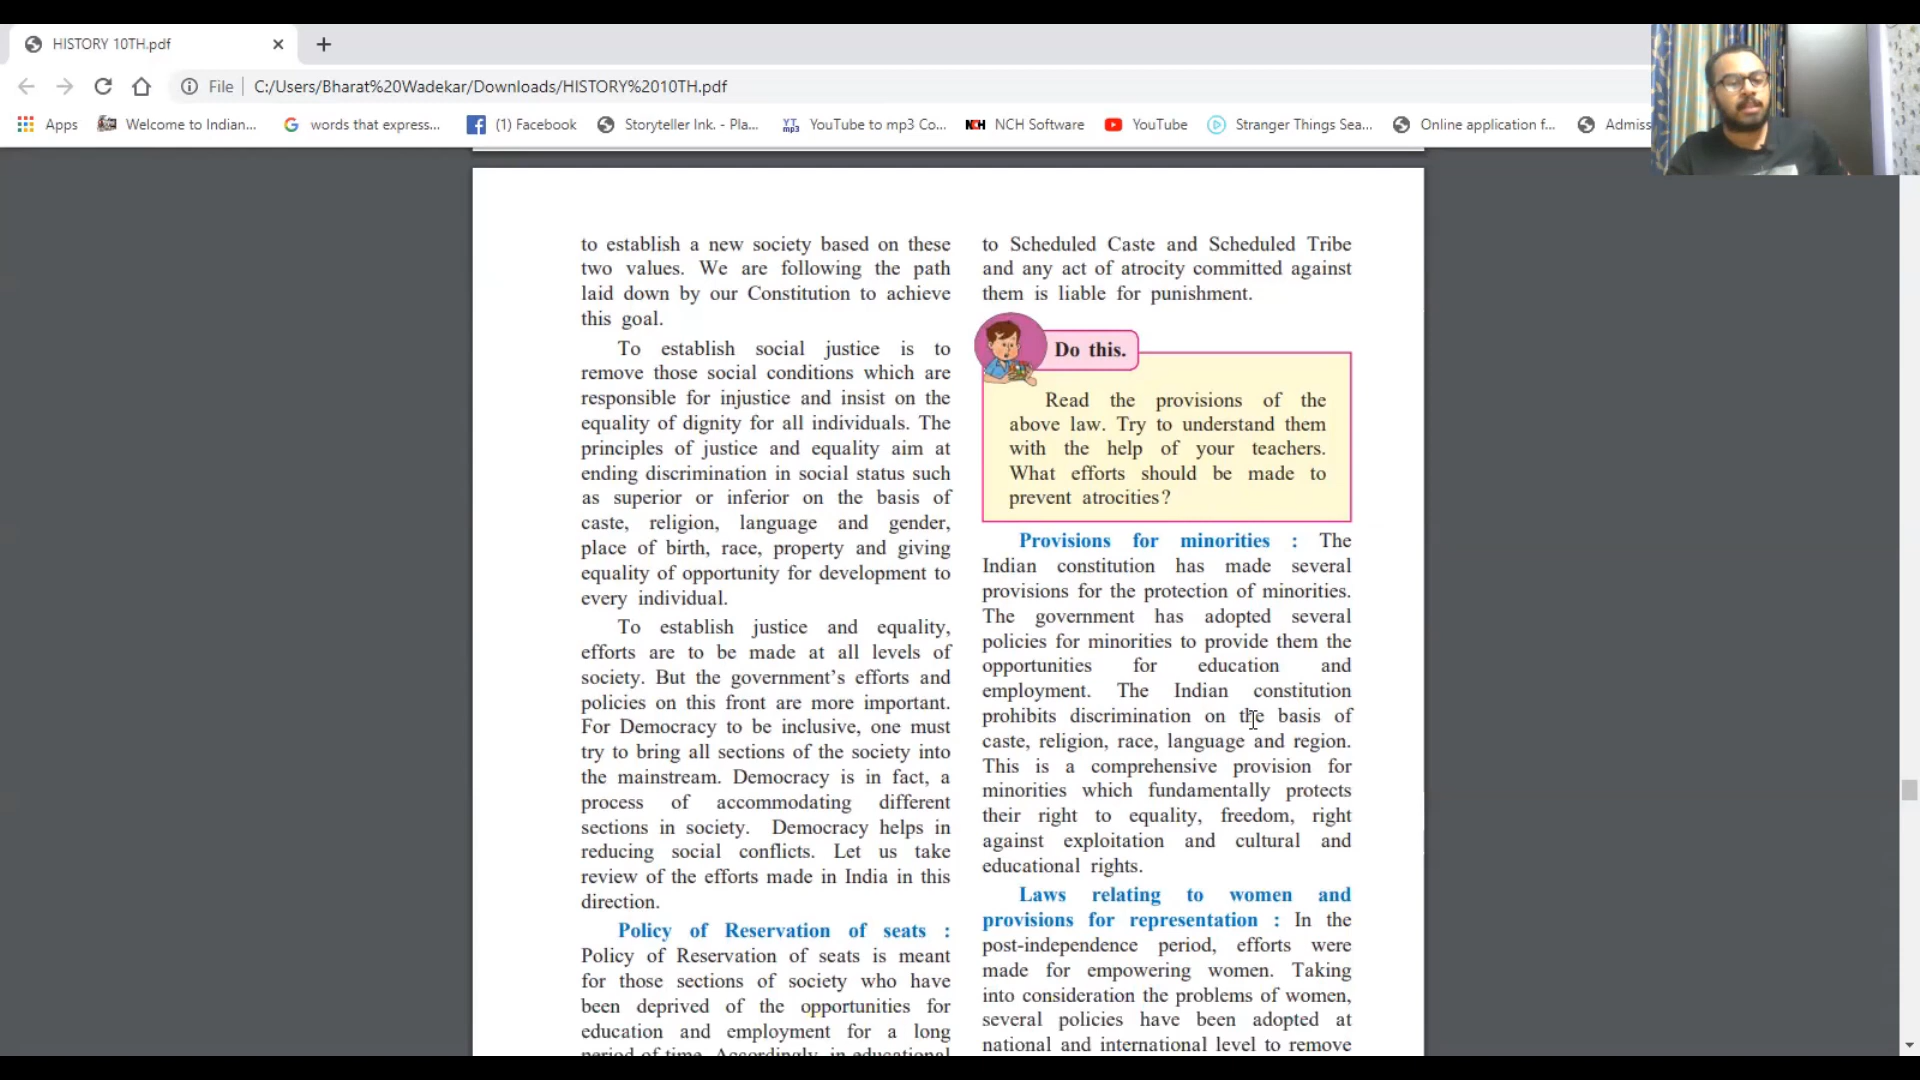 HISTORY 10TH.pdf
File
C:/Users/Bharat%20Wadekar/Downloads/HISTORY%2010TH.pdf
Apps
Welcome to Indian...
words that express...
(1) Facebook
Storyteller Ink. - Pla...
YT mp3
YouTube to mp3 Co...
NCH
NCH Software
YouTube
Stranger Things Sea...
Online application f...
Admiss
to establish a new society based on these
two values. We are following the path
laid down by our Constitution to achieve
this goal.
To establish social justice is to
remove those social conditions which are
responsible for injustice and insist on the
equality of dignity for all individuals. The
principles of justice and equality aim at
ending discrimination in social status such
as superior or inferior on the basis of
caste, religion, language and gender,
place of birth, race, property and giving
equality of opportunity for development to
every individual.
To establish justice and equality,
efforts are to be made at all levels of
society. But the government’s efforts and
policies on this front are more important.
For Democracy to be inclusive, one must
try to bring all sections of the society into
the mainstream. Democracy is in fact, a
process of accommodating different
sections in society. Democracy helps in
reducing social conflicts. Let us take
review of the efforts made in India in this
direction.
Policy of Reservation of seats :
Policy of Reservation of seats is meant
for those sections of society who have
been deprived of the opportunities for
education and employment for a long
period of time. Accordingly, in educational
to Scheduled Caste and Scheduled Tribe
and any act of atrocity committed against
them is liable for punishment.
Do this.
Read the provisions of the
above law. Try to understand them
with the help of your teachers.
What efforts should be made to
prevent atrocities?
Provisions for minorities : The
Indian constitution has made several
provisions for the protection of minorities.
The government has adopted several
policies for minorities to provide them the
opportunities for education and
employment. The Indian constitution
prohibits discrimination on the basis of
caste, religion, race, language and region.
This is a comprehensive provision for
minorities which fundamentally protects
their right to equality, freedom, right
against exploitation and cultural and
educational rights.
Laws relating to women and
provisions for representation : In the
post-independence period, efforts were
made for empowering women. Taking
into consideration the problems of women,
several policies have been adopted at
national and international level to remove